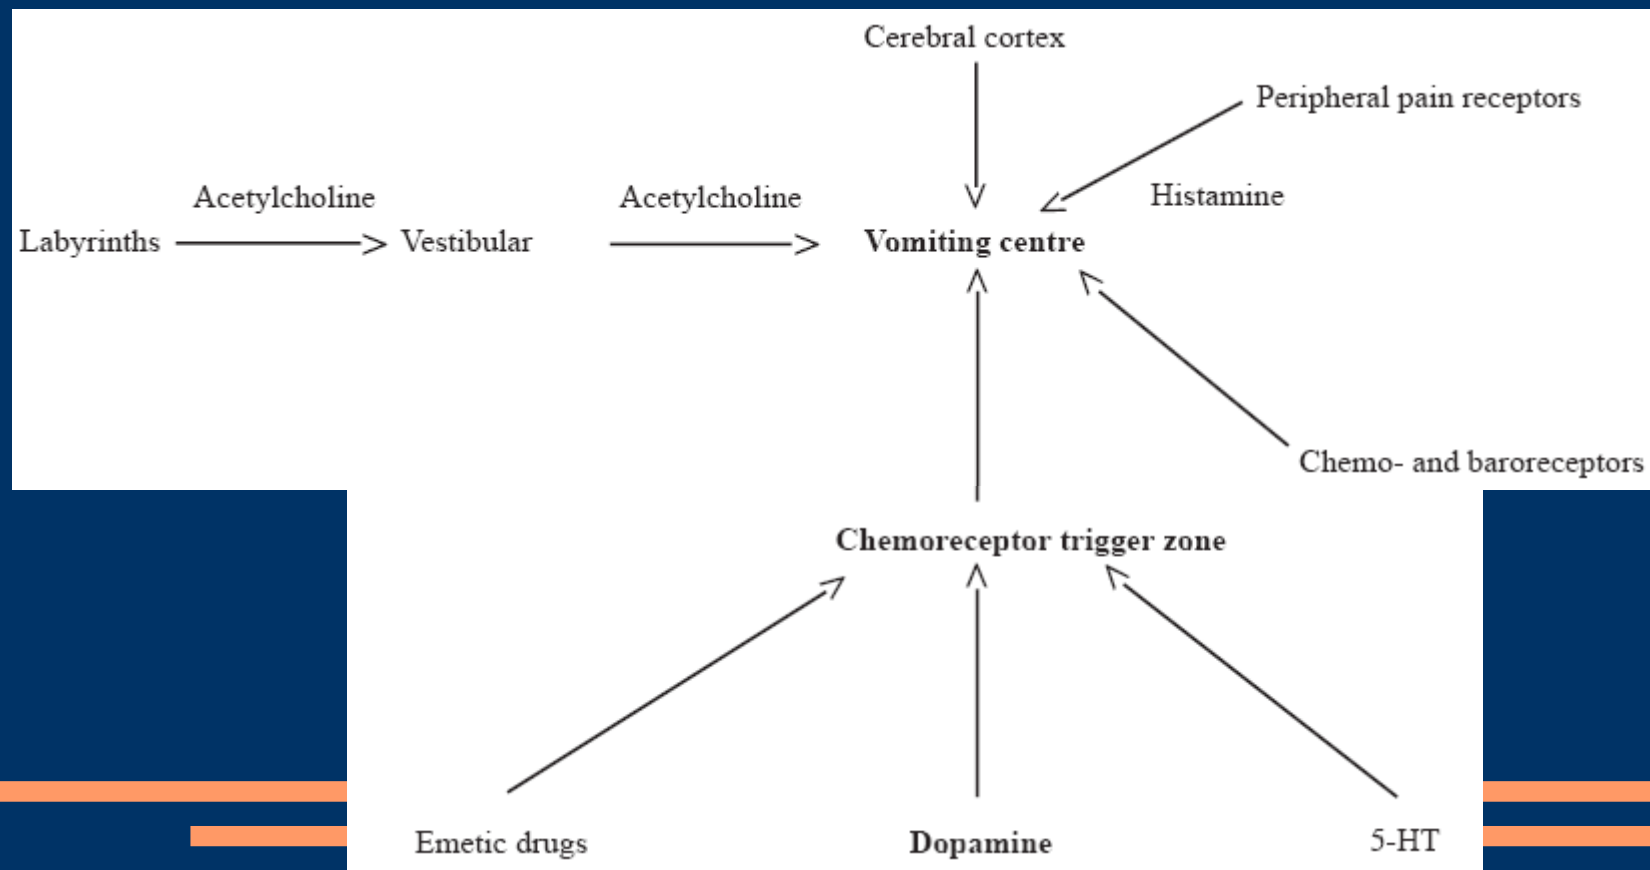 Cerebral cortex
Peripheral pain receptors
Acetylcholine
Acetylcholine
Histamine
Labyrinths
Vestibular
Vomiting centre
Chemo- and baroreceptors
Chemoreceptor trigger zone
Emetic drugs
Dopamine
5-HT